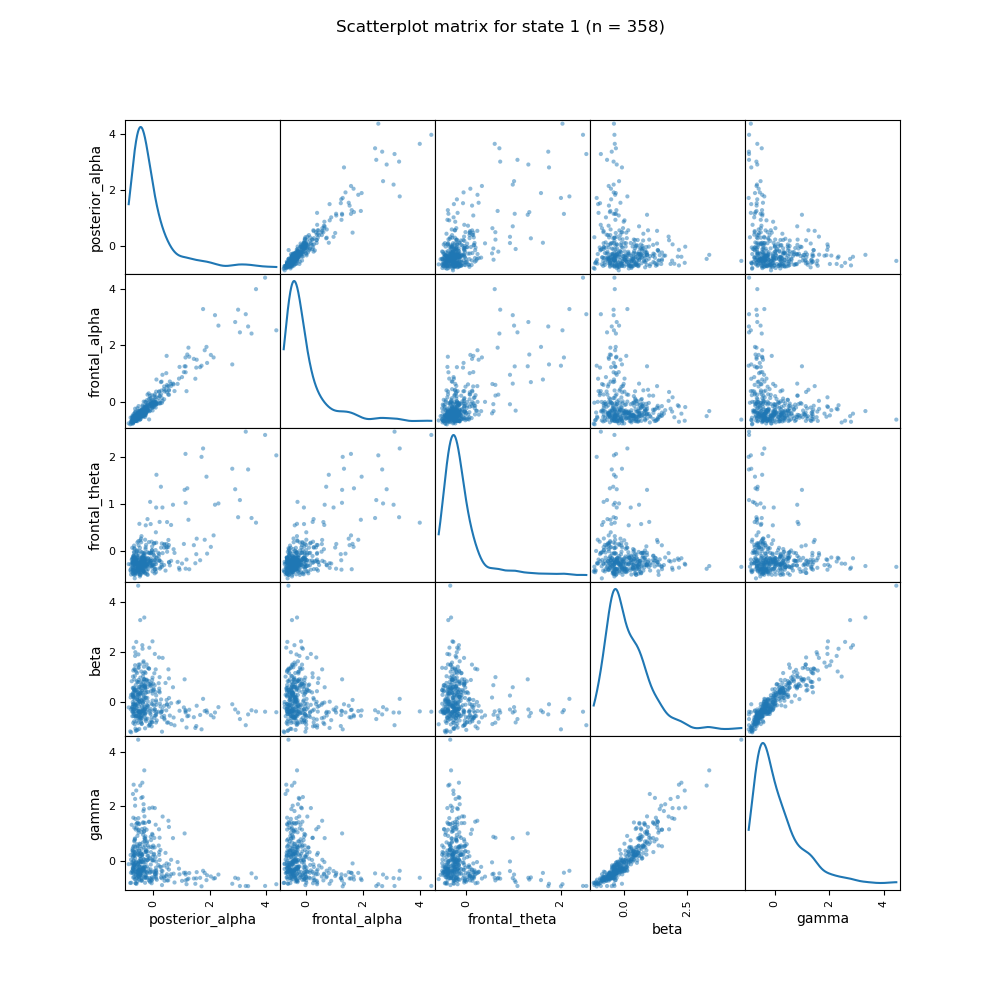 Scatterplot matrix for state 1 (n = 358)
posterior_alpha
4
2
0
frontal_alpha
4
2
0
frontal_theta
2
1
0
beta
4
2
0
gamma
4
2
0
0 2 4 0 2 4 0 2 0.0 2.5 0 2 4
posterior_alpha frontal_alpha frontal_theta beta gamma